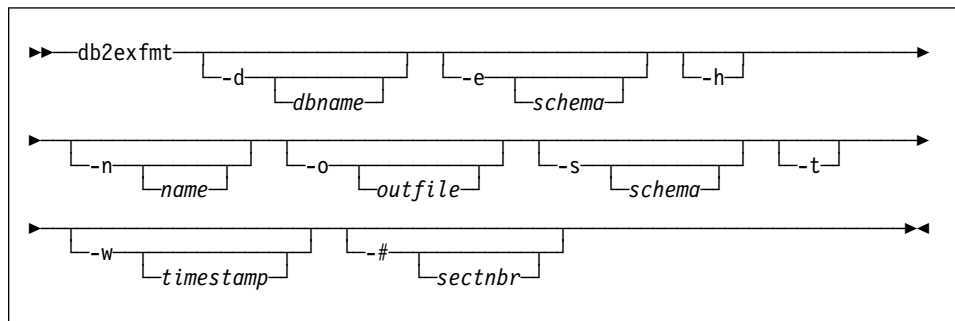 db2exfmt -d -e -h
dbname schema
-n -o -s -t
name outfile schema
-w -#
timestamp sectnbr